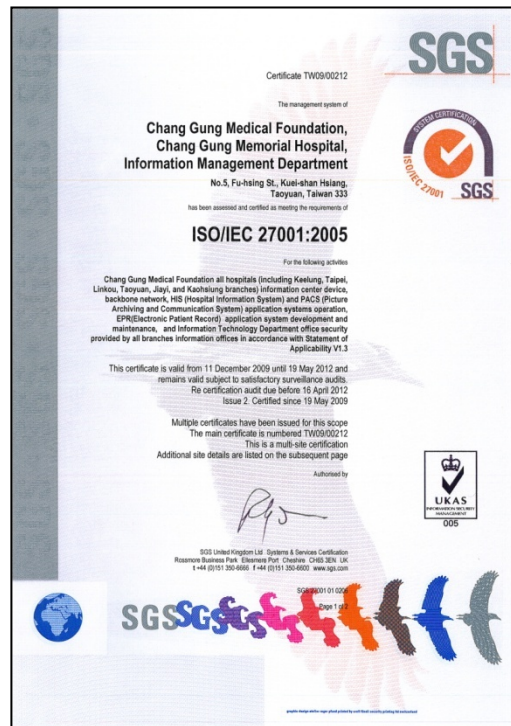 SGS
Certificate TW09/00212
The management system of
Chang Gung Medical Foundation,
Chang Gung Memorial Hospital,
Information Management Department
No.5, Fu-hsing St., Kuei-shan Hsiang,
Taoyuan, Taiwan 333
has been assessed and certified as meeting the requirements of
SYSTEM CERTIFICATION
ISO/IEC 27001
SGS
ISO/IEC 27001:2005
For the following activities
Chang Gung Medical Foundation all hospitals (including Keelung, Taipei,
Linkou, Taoyuan, Jiayi, and Kaohsiung branches) information center device,
backbone network, HIS (Hospital Information System) and PACS (Picture
Archiving and Communication System) application systems operation,
EPR(Electronic Patient Record) application system development and
maintenance, and Information Technology Department office security
provided by all branches information offices in accordance with Statement of
Applicability V1.3
This certificate is valid from 11 December 2009 until 19 May 2012 and
remains valid subject to satisfactory surveillance audits.
Re certification audit due before 16 April 2012
Issue 2. Certified since 19 May 2009
Multiple certificates have been issued for this scope
The main certificate is numbered TW09/00212
This is a multi-site certification
Additional site details are listed on the subsequent page
Authorised by
UKAS
INFORMATION SECURITY
MANAGEMENT
005
SGS United Kingdom Ltd Systems & Services Certification
Rossmore Business Park Ellesmere Port Cheshire CH65 3EN UK
t +44 (0)151 350-6666 f +44 (0)151 350-6600 www.sgs.com
SGS 27001 01 0206
Page 1 of 2
SGS SGS SGS